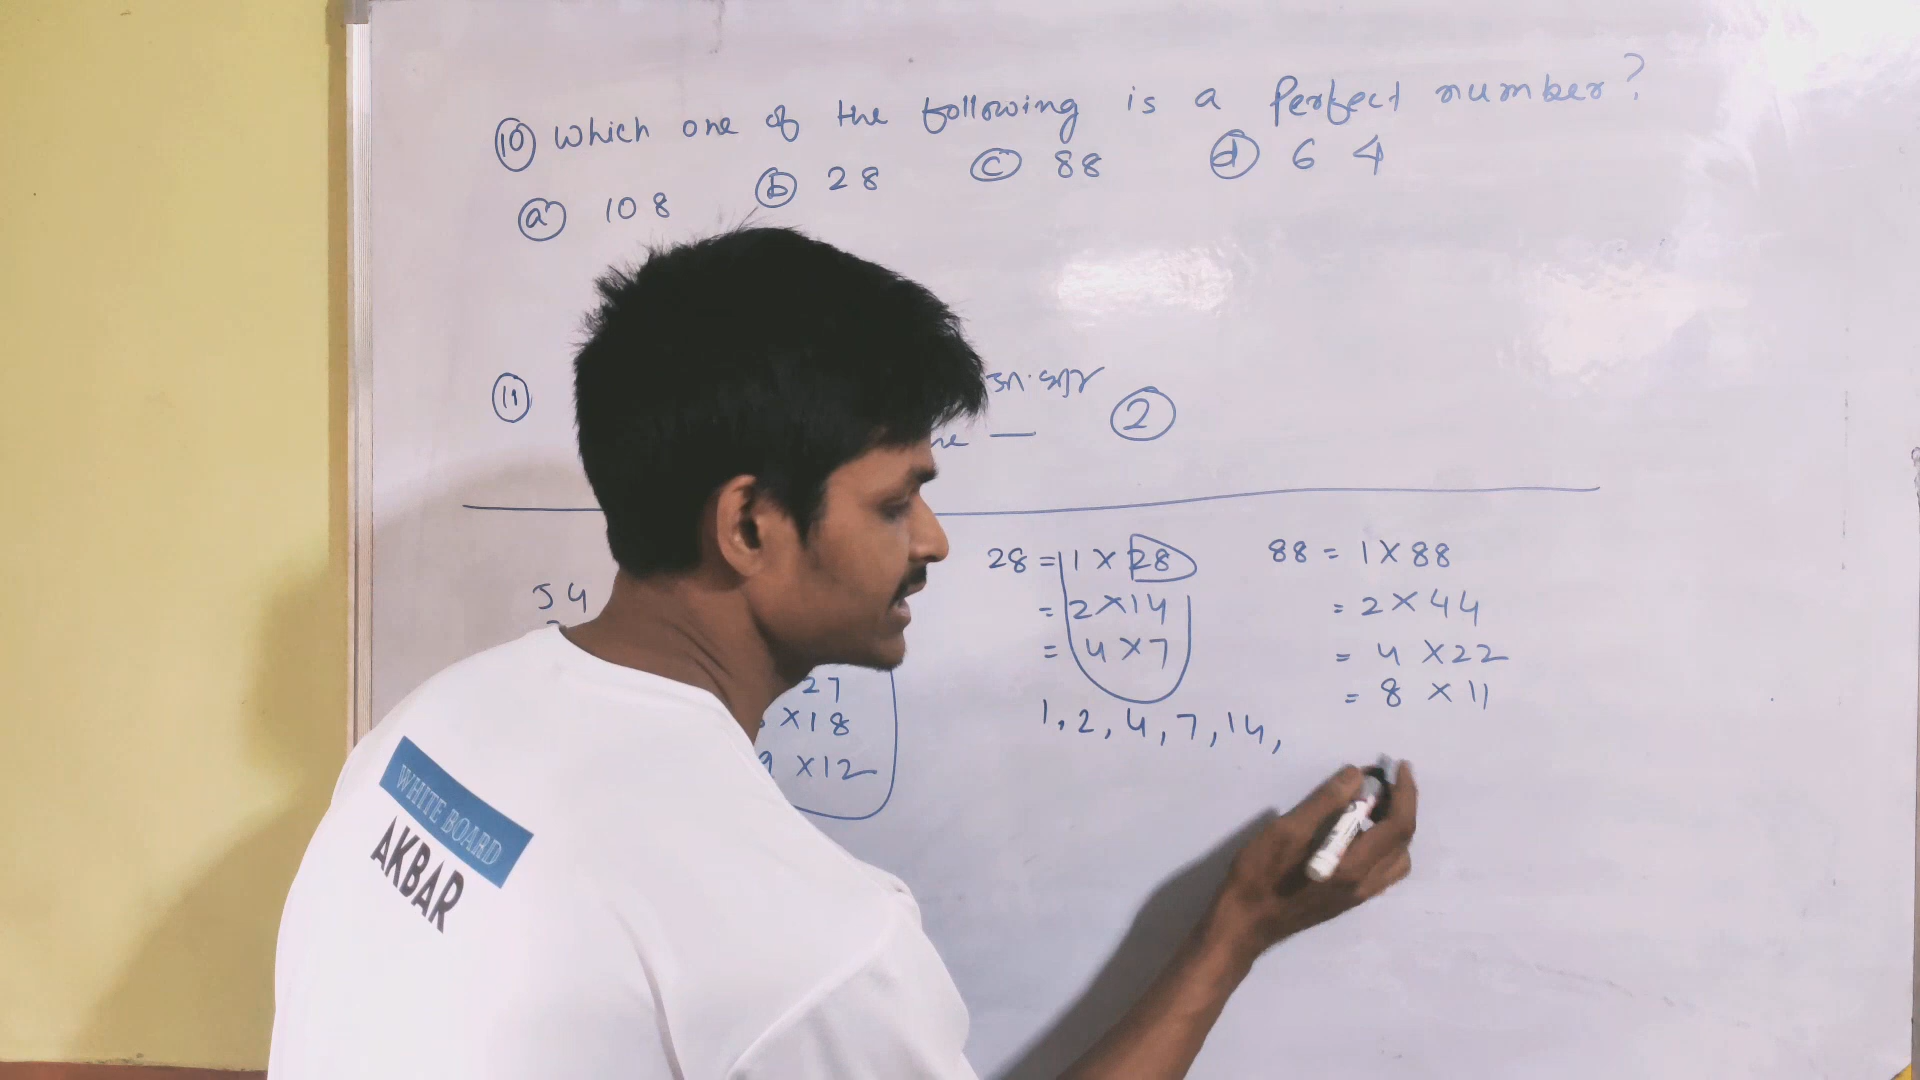 10 Which one of the following is a Perfect number?
a 108 b 28 c 88 d 64
11
2
54
27
×18
9 ×12
28 = 1 × 28
= 2×14
= 4×7
1, 2, 4, 7, 14,
88 = 1×88
= 2×44
= 4 ×22
= 8 ×11
WHITE BOARD
AKBAR